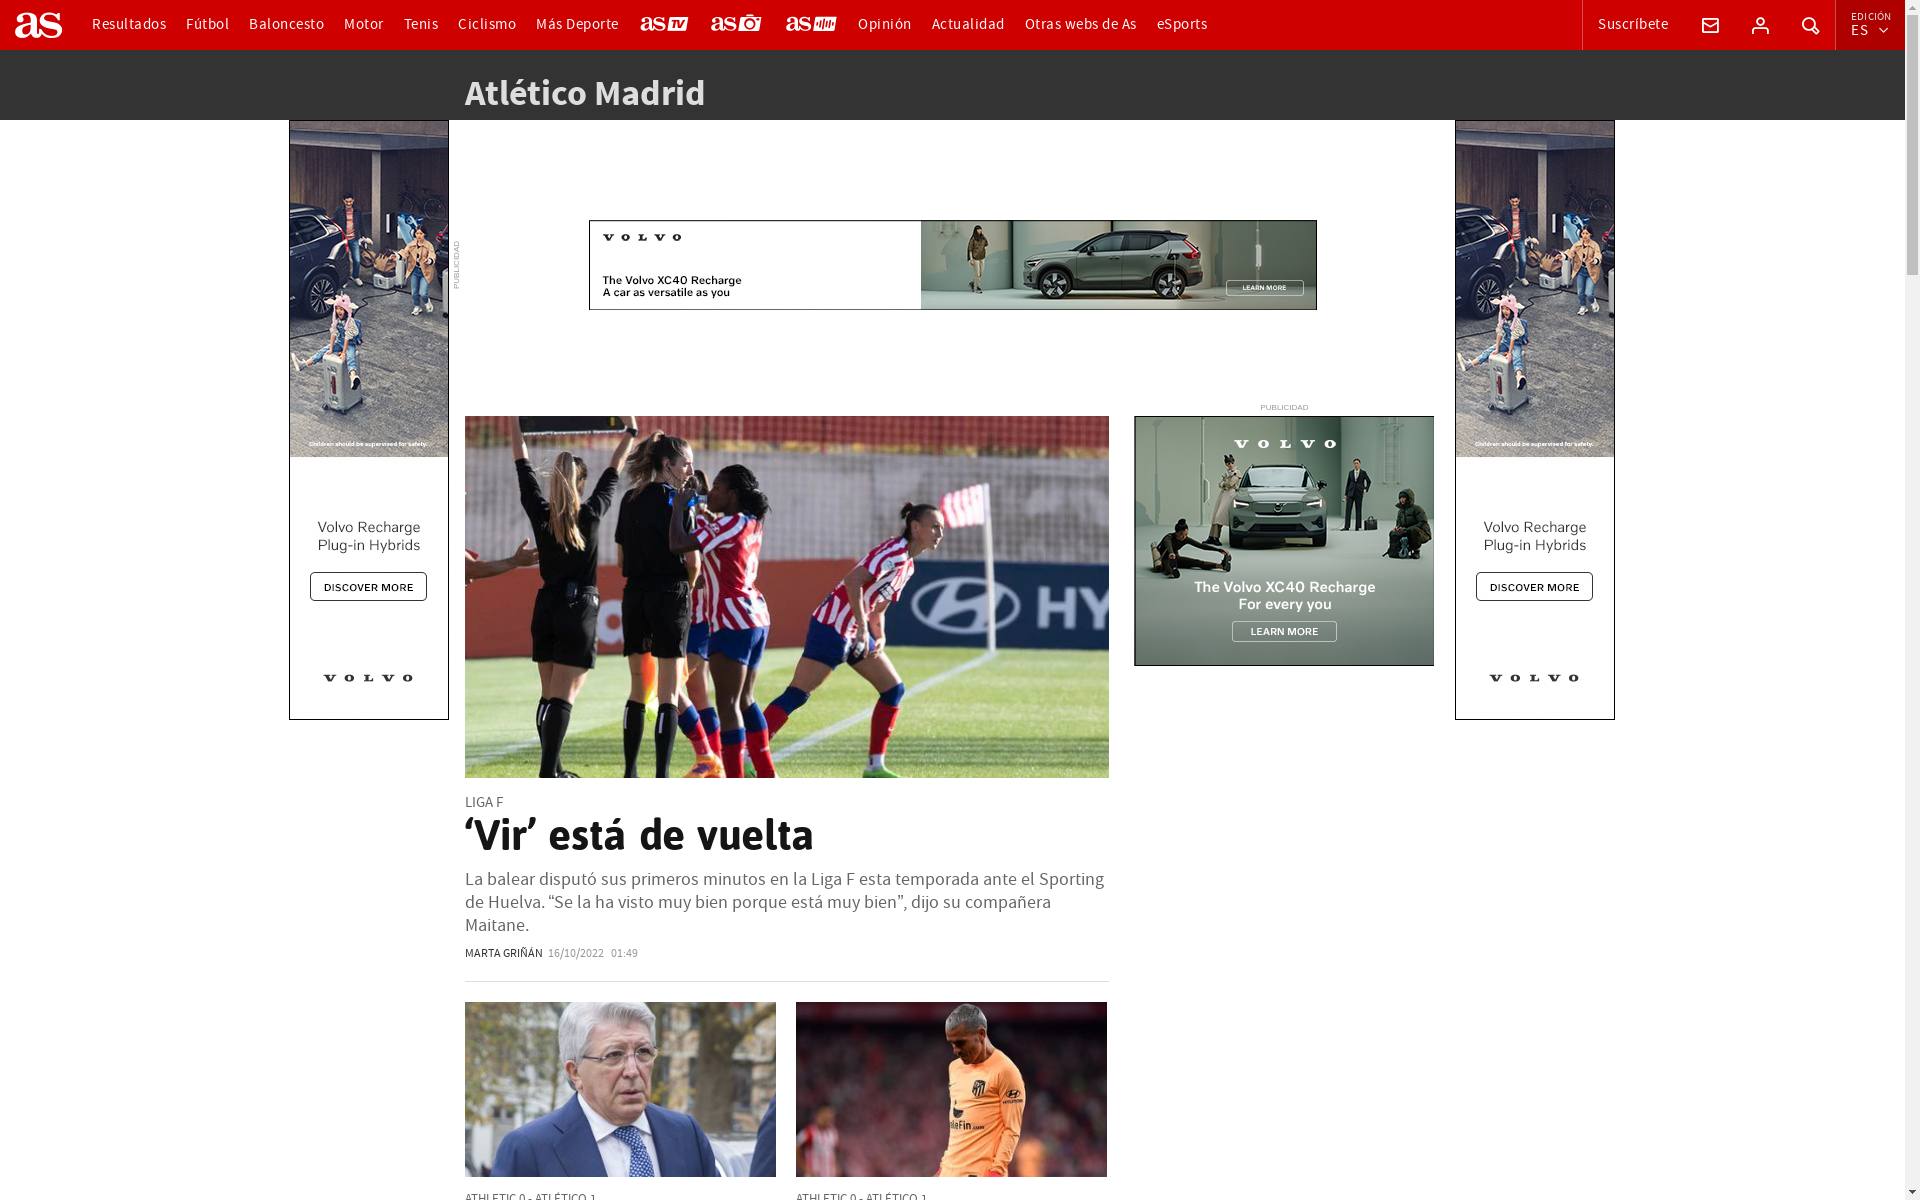 as
Resultados
Fútbol
Baloncesto
Motor
Tenis
Ciclismo
Más Deporte
as TV
as
as
Opinión
Actualidad
Otras webs de As
eSports
Suscríbete
EDICIÓN
ES
Atlético Madrid
Children should be supervised for safety.
Volvo Recharge
Plug-in Hybrids
DISCOVER MORE
VOLVO
PUBLICIDAD
VOLVO
The Volvo XC40 Recharge
A car as versatile as you
LEARN MORE
HY
LIGA F
‘Vir’ está de vuelta
La balear disputó sus primeros minutos en la Liga F esta temporada ante el Sporting
de Huelva. “Se la ha visto muy bien porque está muy bien”, dijo su compañera
Maitane.
MARTA GRIÑÁN 16/10/2022 01:49
ATHLETIC 0 - ATLÉTICO 1
ATHLETIC 0 - ATLÉTICO 1
PUBLICIDAD
VOLVO
The Volvo XC40 Recharge
For every you
LEARN MORE
Children should be supervised for safety.
Volvo Recharge
Plug-in Hybrids
DISCOVER MORE
VOLVO